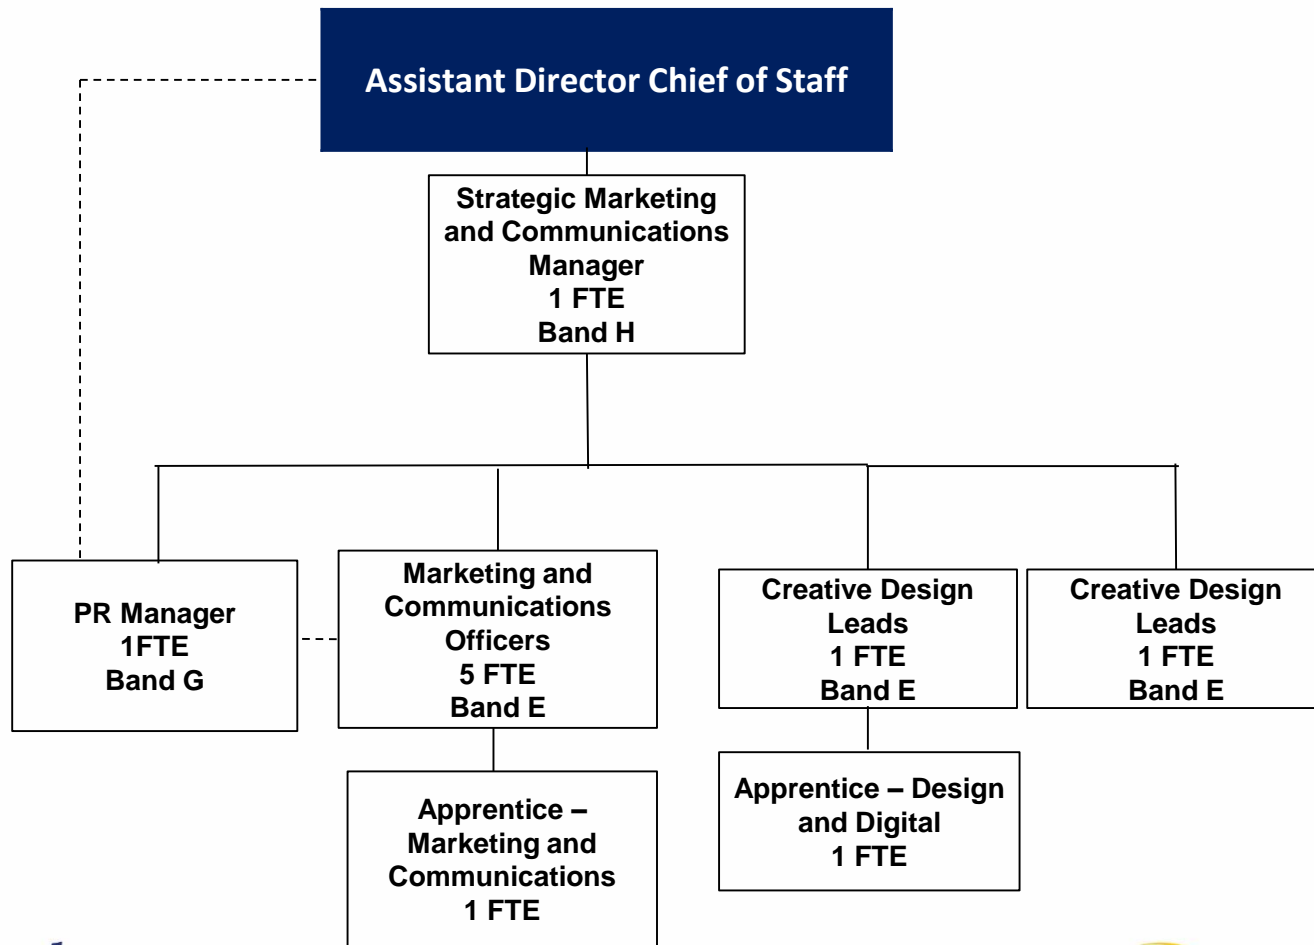 Assistant Director Chief of Staff
Strategic Marketing
and Communications
Manager
1 FTE
Band H
PR Manager
1FTE
Band G
Marketing and
Communications
Officers
5 FTE
Band E
Creative Design
Leads
1 FTE
Band E
Creative Design
Leads
1 FTE
Band E
Apprentice –
Marketing and
Communications
1 FTE
Apprentice – Design
and Digital
1 FTE